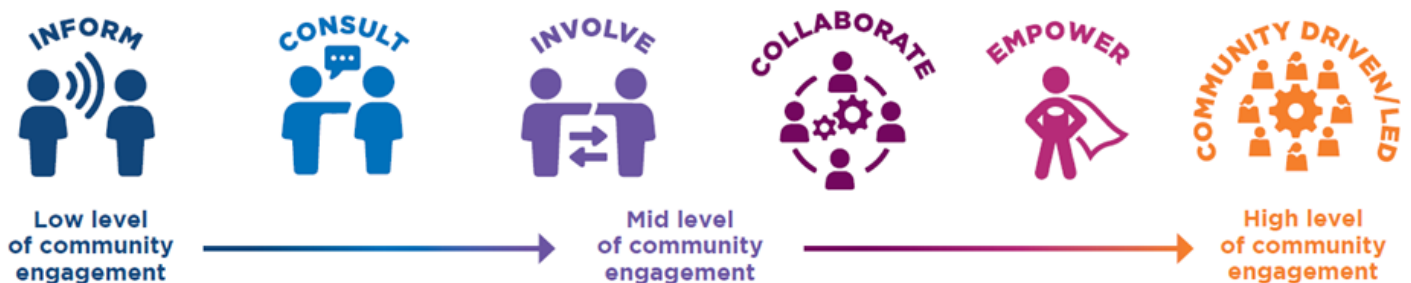 INFORM
CONSULT
INVOLVE
COLLABORATE
EMPOWER
COMMUNITY DRIVEN/LED
Low level
of community
engagement
Mid level
of community
engagement
High level
of community
engagement